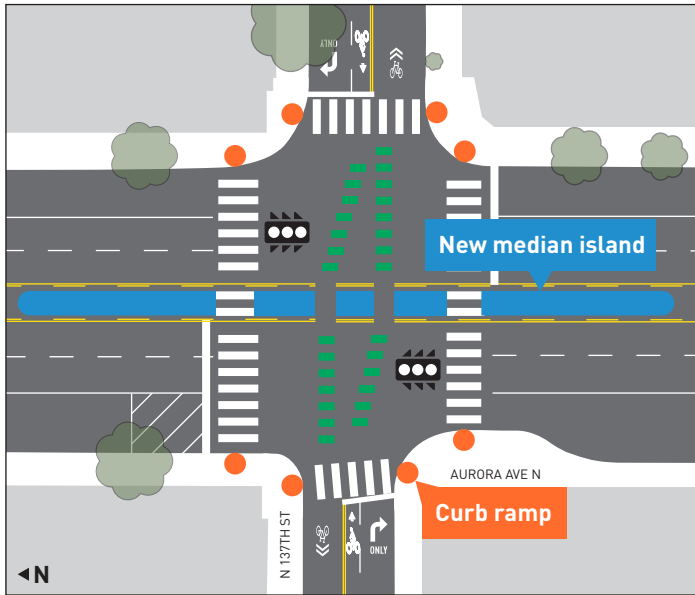 ONLY
New median island
AURORA AVE N
Curb ramp
N 137TH ST
ONLY
N